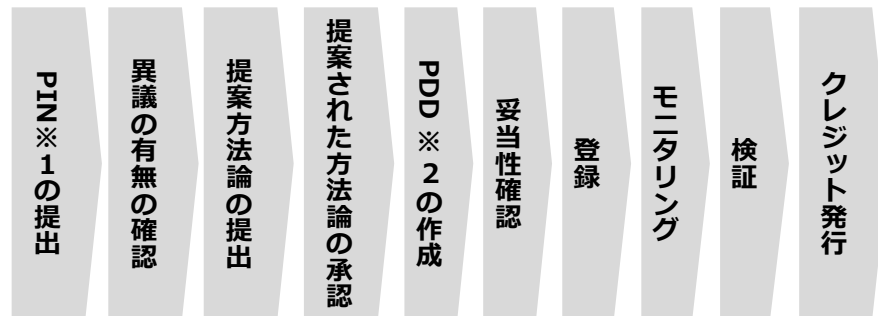 PIN※1の提出
異議の有無の確認
提案方法論の提出
提案された方法論の承認
PDD※2の作成
妥当性確認
登録
モニタリング
検証
クレジット発行